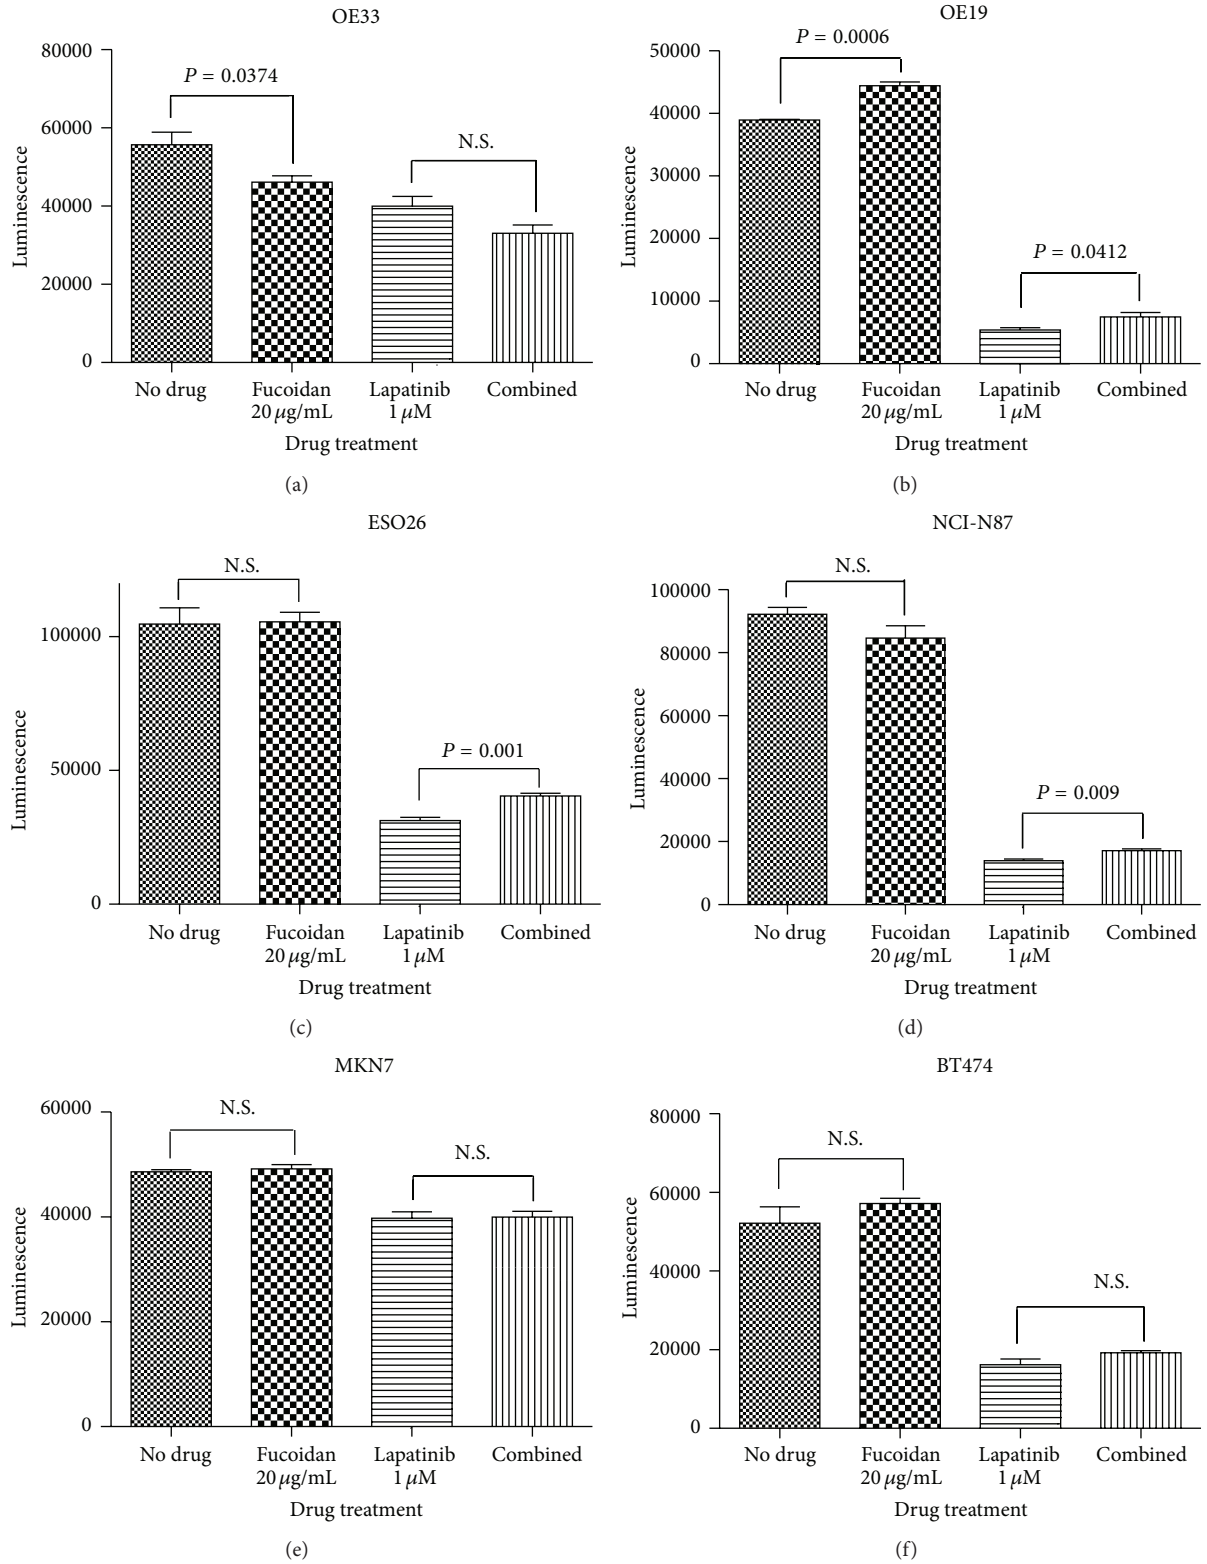 OE33
80000
60000
40000
20000
0
Luminescence
P = 0.0374
N.S.
No drug
Fucoidan
20 μg/mL
Lapatinib
1 μM
Combined
Drug treatment
(a)
OE19
50000
40000
30000
20000
10000
0
Luminescence
P = 0.0006
P = 0.0412
No drug
Fucoidan
20 μg/mL
Lapatinib
1 μM
Combined
Drug treatment
(b)
ESO26
100000
50000
0
Luminescence
N.S.
P = 0.001
No drug
Fucoidan
20 μg/mL
Lapatinib
1 μM
Combined
Drug treatment
(c)
NCI-N87
100000
80000
60000
40000
20000
0
Luminescence
N.S.
P = 0.009
No drug
Fucoidan
20 μg/mL
Lapatinib
1 μM
Combined
Drug treatment
(d)
MKN7
60000
40000
20000
0
Luminescence
N.S.
N.S.
No drug
Fucoidan
20 μg/mL
Lapatinib
1 μM
Combined
Drug treatment
(e)
BT474
80000
60000
40000
20000
0
Luminescence
N.S.
N.S.
No drug
Fucoidan
20 μg/mL
Lapatinib
1 μM
Combined
Drug treatment
(f)